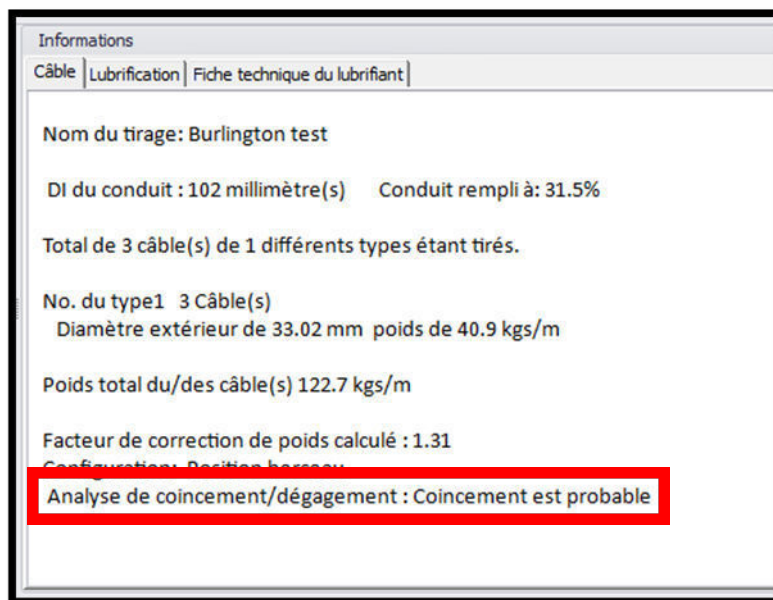 Informations
Câble Lubrification Fiche technique du lubrifiant
Nom du tirage: Burlington test
DI du conduit : 102 millimètre(s) Conduit rempli à: 31.5%
Total de 3 câble(s) de 1 différents types étant tirés.
No. du type1 3 Câble(s)
Diamètre extérieur de 33.02 mm poids de 40.9 kgs/m
Poids total du/des câble(s) 122.7 kgs/m
Facteur de correction de poids calculé : 1.31
Configuration: Position berceau
Analyse de coincement/dégagement : Coincement est probable